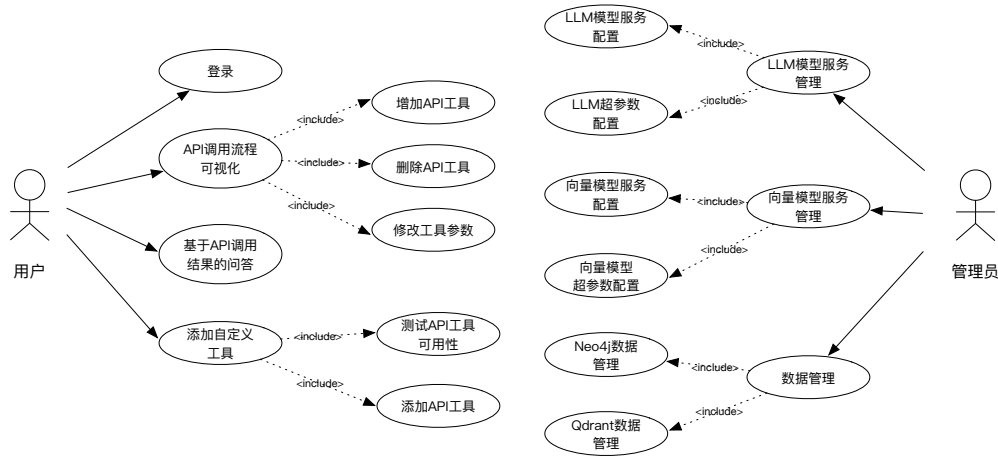 登录
增加API工具
<include>
API调用流程
可视化
<include>
删除API工具
<include>
修改工具参数
基于API调用
结果的问答
用户
添加自定义
工具
<include>
测试API工具
可用性
<include>
添加API工具
LLM模型服务
配置
<include>
LLM模型服务
管理
LLM超参数
配置
<include>
向量模型服务
配置
<include>
向量模型服务
管理
<include>
向量模型
超参数配置
管理员
Neo4j数据
管理
<include>
数据管理
<include>
Qdrant数据
管理